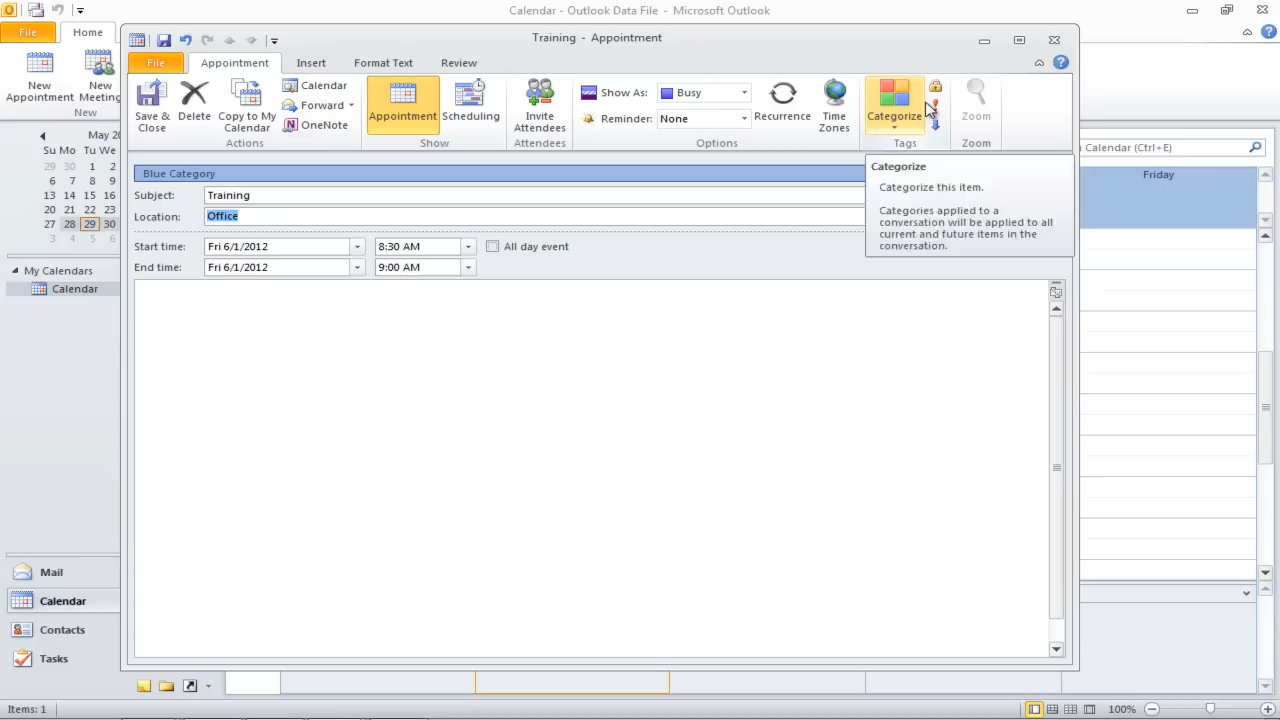 Calendar - Outlook Data File - Microsoft Outlook
File
Home
New Appointment
New Meeting
New
Training - Appointment
File
Appointment
Insert
Format Text
Review
Save & Close
Delete
Copy to My Calendar
Calendar
Forward
OneNote
Actions
Appointment
Scheduling
Show
Invite Attendees
Attendees
Show As: Busy
Reminder: None
Recurrence
Time Zones
Options
Categorize
Tags
Zoom
Zoom
Categorize
Categorize this item.
Categories applied to a
conversation will be applied to all
current and future items in the
conversation.
Blue Category
Subject: Training
Location: Office
Start time: Fri 6/1/2012 8:30 AM All day event
End time: Fri 6/1/2012 9:00 AM
May 20
Su Mo Tu We
29 30 1 2
6 7 8 9
13 14 15 16
20 21 22 23
27 28 29 30
3 4 5 6
My Calendars
Calendar
Mail
Calendar
Contacts
Tasks
Calendar (Ctrl+E)
Friday
Items: 1
100%